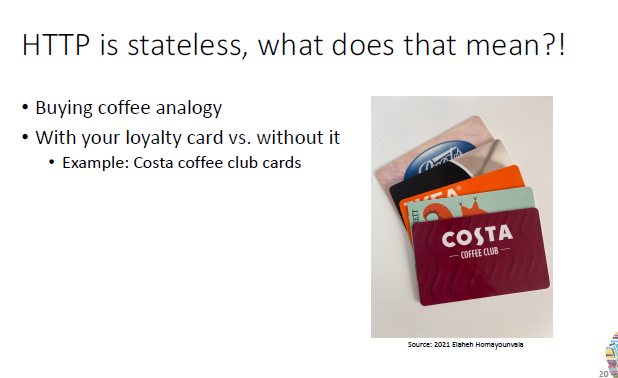 HTTP is stateless, what does that mean?!
• Buying coffee analogy
• With your loyalty card vs. without it
• Example: Costa coffee club cards
Boots
COSTA
COFFEE CLUB
Source: 2021 Elaheh Homayounvala
20